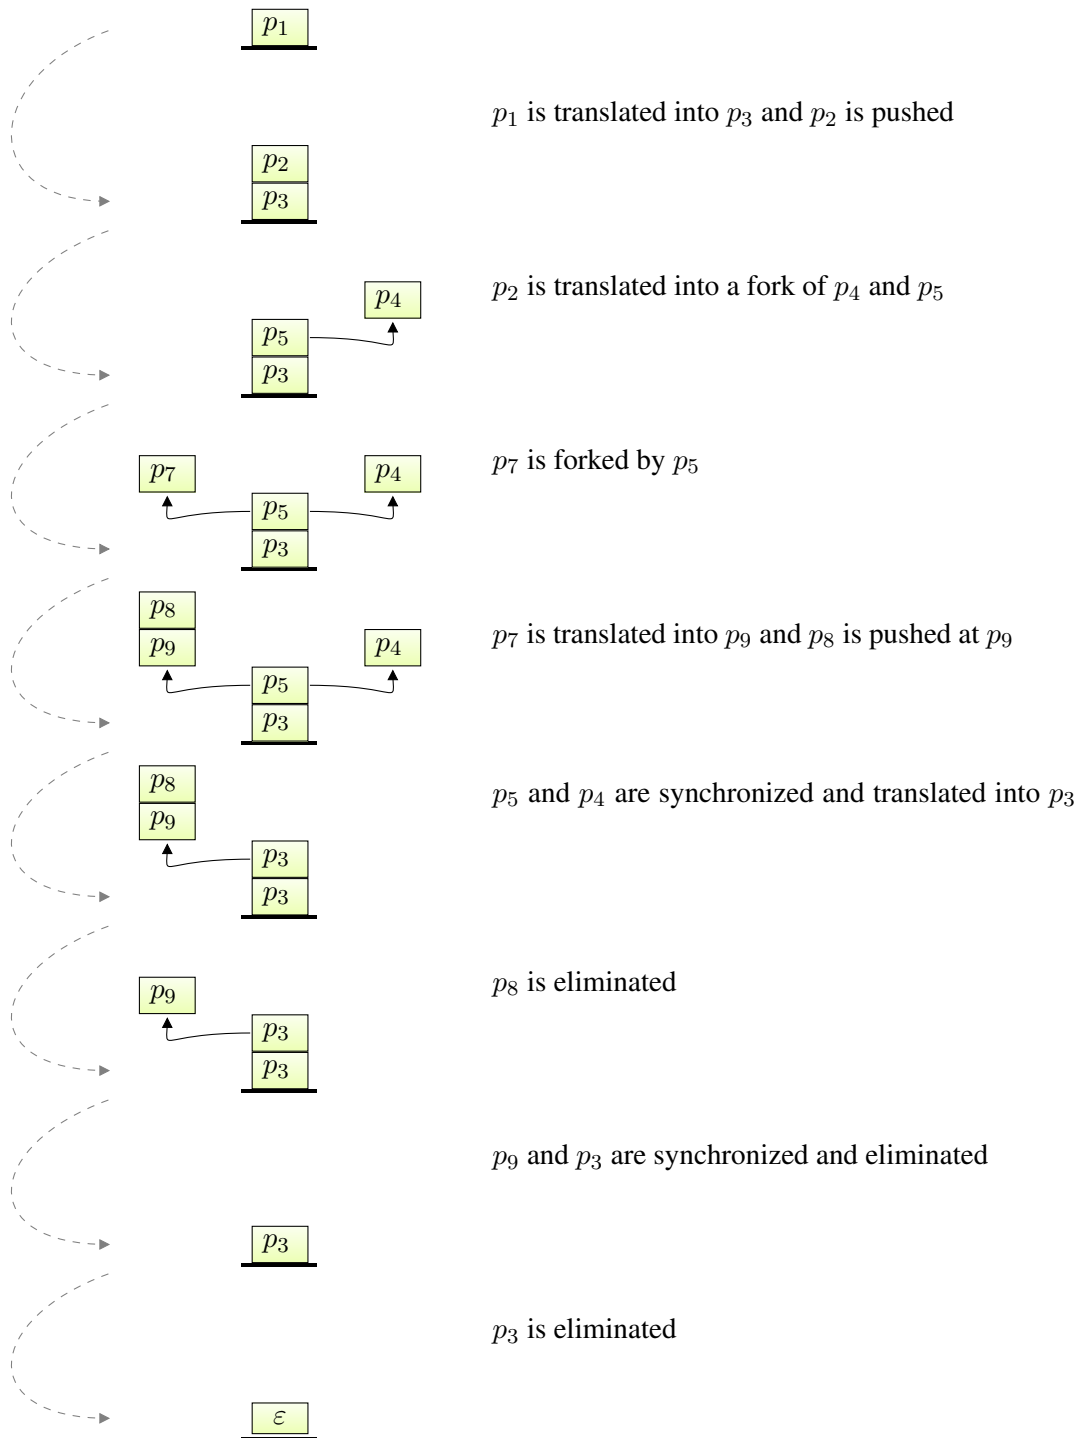 p1
p1 is translated into p3 and p2 is pushed
p2
p3
p2 is translated into a fork of p4 and p5
p4
p5
p3
p7 is forked by p5
p7 p4
p5
p3
p8
p7 is translated into p9 and p8 is pushed at p9
p9 p4
p5
p3
p8
p5 and p4 are synchronized and translated into p3
p9
p3
p3
p8 is eliminated
p9
p3
p3
p9 and p3 are synchronized and eliminated
p3
p3 is eliminated
ε